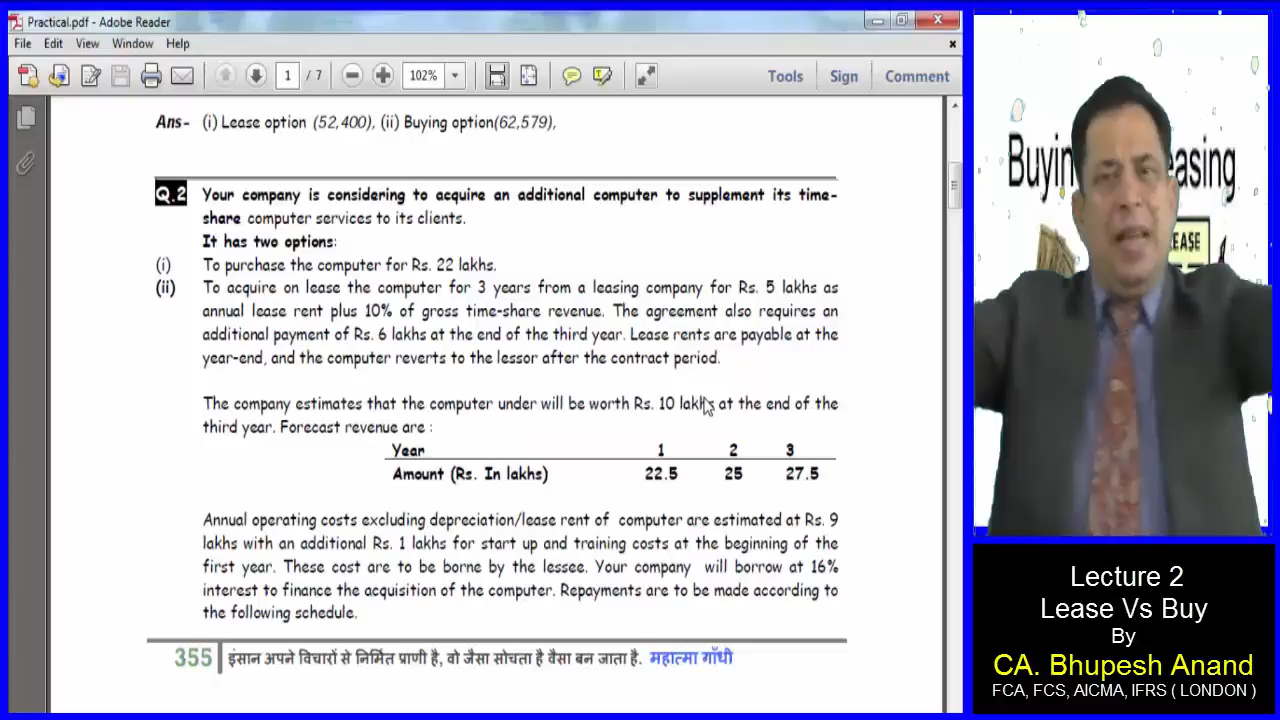 Practical.pdf - Adobe Reader
File Edit View Window Help
1 / 7 102% Tools Sign Comment
Ans- (i) Lease option (52,400), (ii) Buying option(62,579),
Q.2 Your company is considering to acquire an additional computer to supplement its time-
share computer services to its clients.
It has two options:
(i) To purchase the computer for Rs. 22 lakhs.
(ii) To acquire on lease the computer for 3 years from a leasing company for Rs. 5 lakhs as
annual lease rent plus 10% of gross time-share revenue. The agreement also requires an
additional payment of Rs. 6 lakhs at the end of the third year. Lease rents are payable at the
year-end, and the computer reverts to the lessor after the contract period.
The company estimates that the computer under will be worth Rs. 10 lakhs at the end of the
third year. Forecast revenue are :
Year 1 2 3
Amount (Rs. In lakhs) 22.5 25 27.5
Annual operating costs excluding depreciation/lease rent of computer are estimated at Rs. 9
lakhs with an additional Rs. 1 lakhs for start up and training costs at the beginning of the
first year. These cost are to be borne by the lessee. Your company will borrow at 16%
interest to finance the acquisition of the computer. Repayments are to be made according to
the following schedule.
355 इंसान अपने विचारों से निर्मित प्राणी है, वो जैसा सोचता है वैसा बन जाता है. महात्मा गाँधी
Lecture 2
Lease Vs Buy
By
CA. Bhupesh Anand
FCA, FCS, AICMA, IFRS ( LONDON )